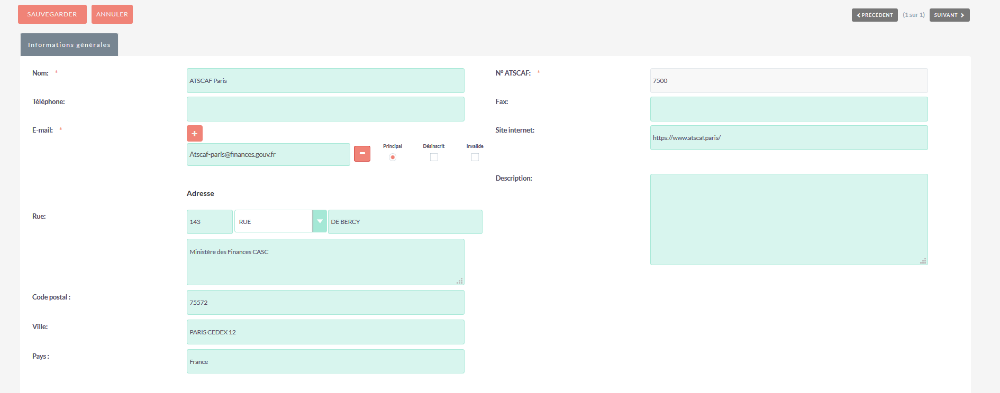 SAUVEGARDER ANNULER PRÉCÉDENT (1 sur 1) SUIVANT
Informations générales
Nom: * ATSCAF Paris N° ATSCAF: * 7500
Téléphone: Fax:
E-mail: * Site internet: https://www.atscaf.paris/
Principal Désinscrit Invalide
Atscaf-paris@finances.gouv.fr
Description:
Adresse
Rue: 143 RUE DE BERCY
Ministère des Finances CASC
Code postal : 75572
Ville: PARIS CEDEX 12
Pays : France